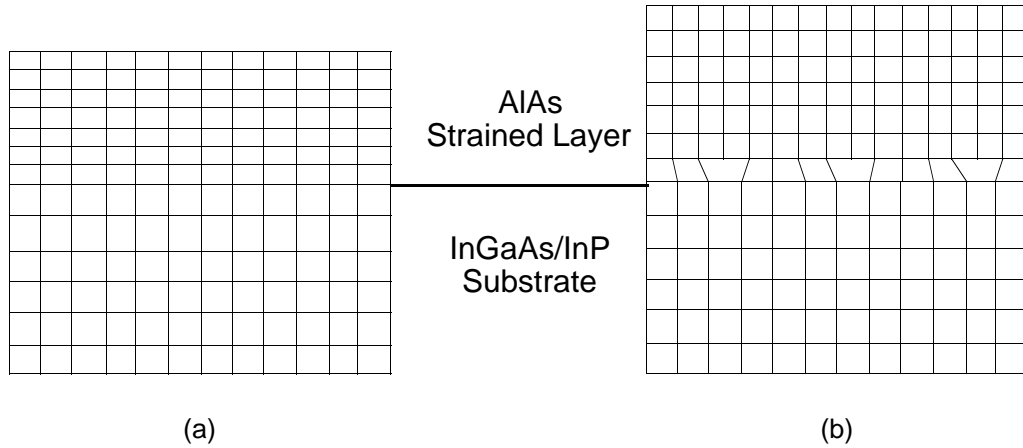 AlAs
Strained Layer
InGaAs/InP
Substrate
(a)
(b)